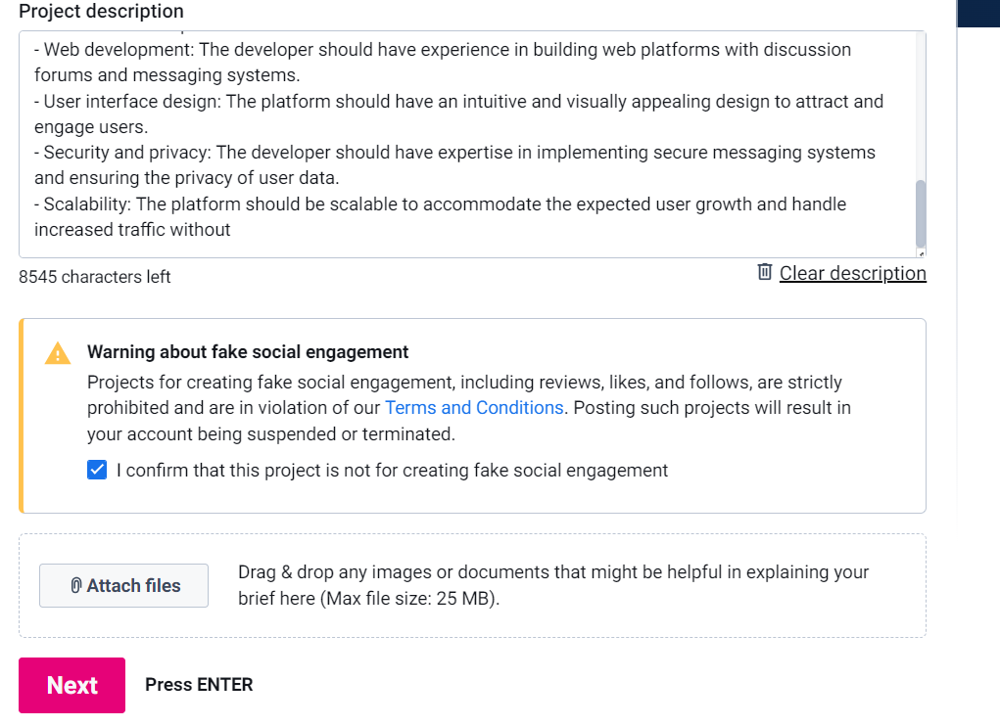 Project description
- Web development: The developer should have experience in building web platforms with discussion
forums and messaging systems.
- User interface design: The platform should have an intuitive and visually appealing design to attract and
engage users.
- Security and privacy: The developer should have expertise in implementing secure messaging systems
and ensuring the privacy of user data.
- Scalability: The platform should be scalable to accommodate the expected user growth and handle
increased traffic without
8545 characters left
Clear description
Warning about fake social engagement
Projects for creating fake social engagement, including reviews, likes, and follows, are strictly
prohibited and are in violation of our Terms and Conditions. Posting such projects will result in
your account being suspended or terminated.
I confirm that this project is not for creating fake social engagement
Attach files
Drag & drop any images or documents that might be helpful in explaining your
brief here (Max file size: 25 MB).
Next
Press ENTER